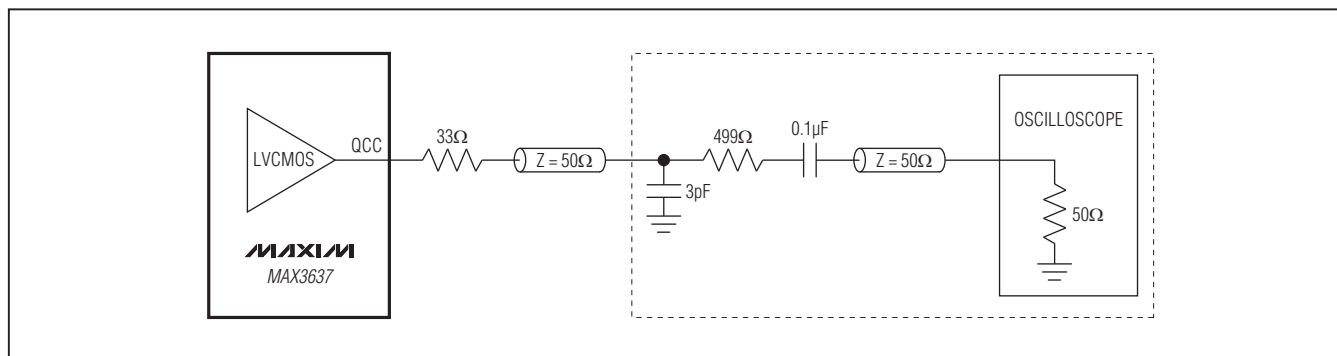 LVCMOS
QCC
33Ω
Z = 50Ω
3pF
499Ω
0.1µF
Z = 50Ω
OSCILLOSCOPE
50Ω
MAXIM
MAX3637